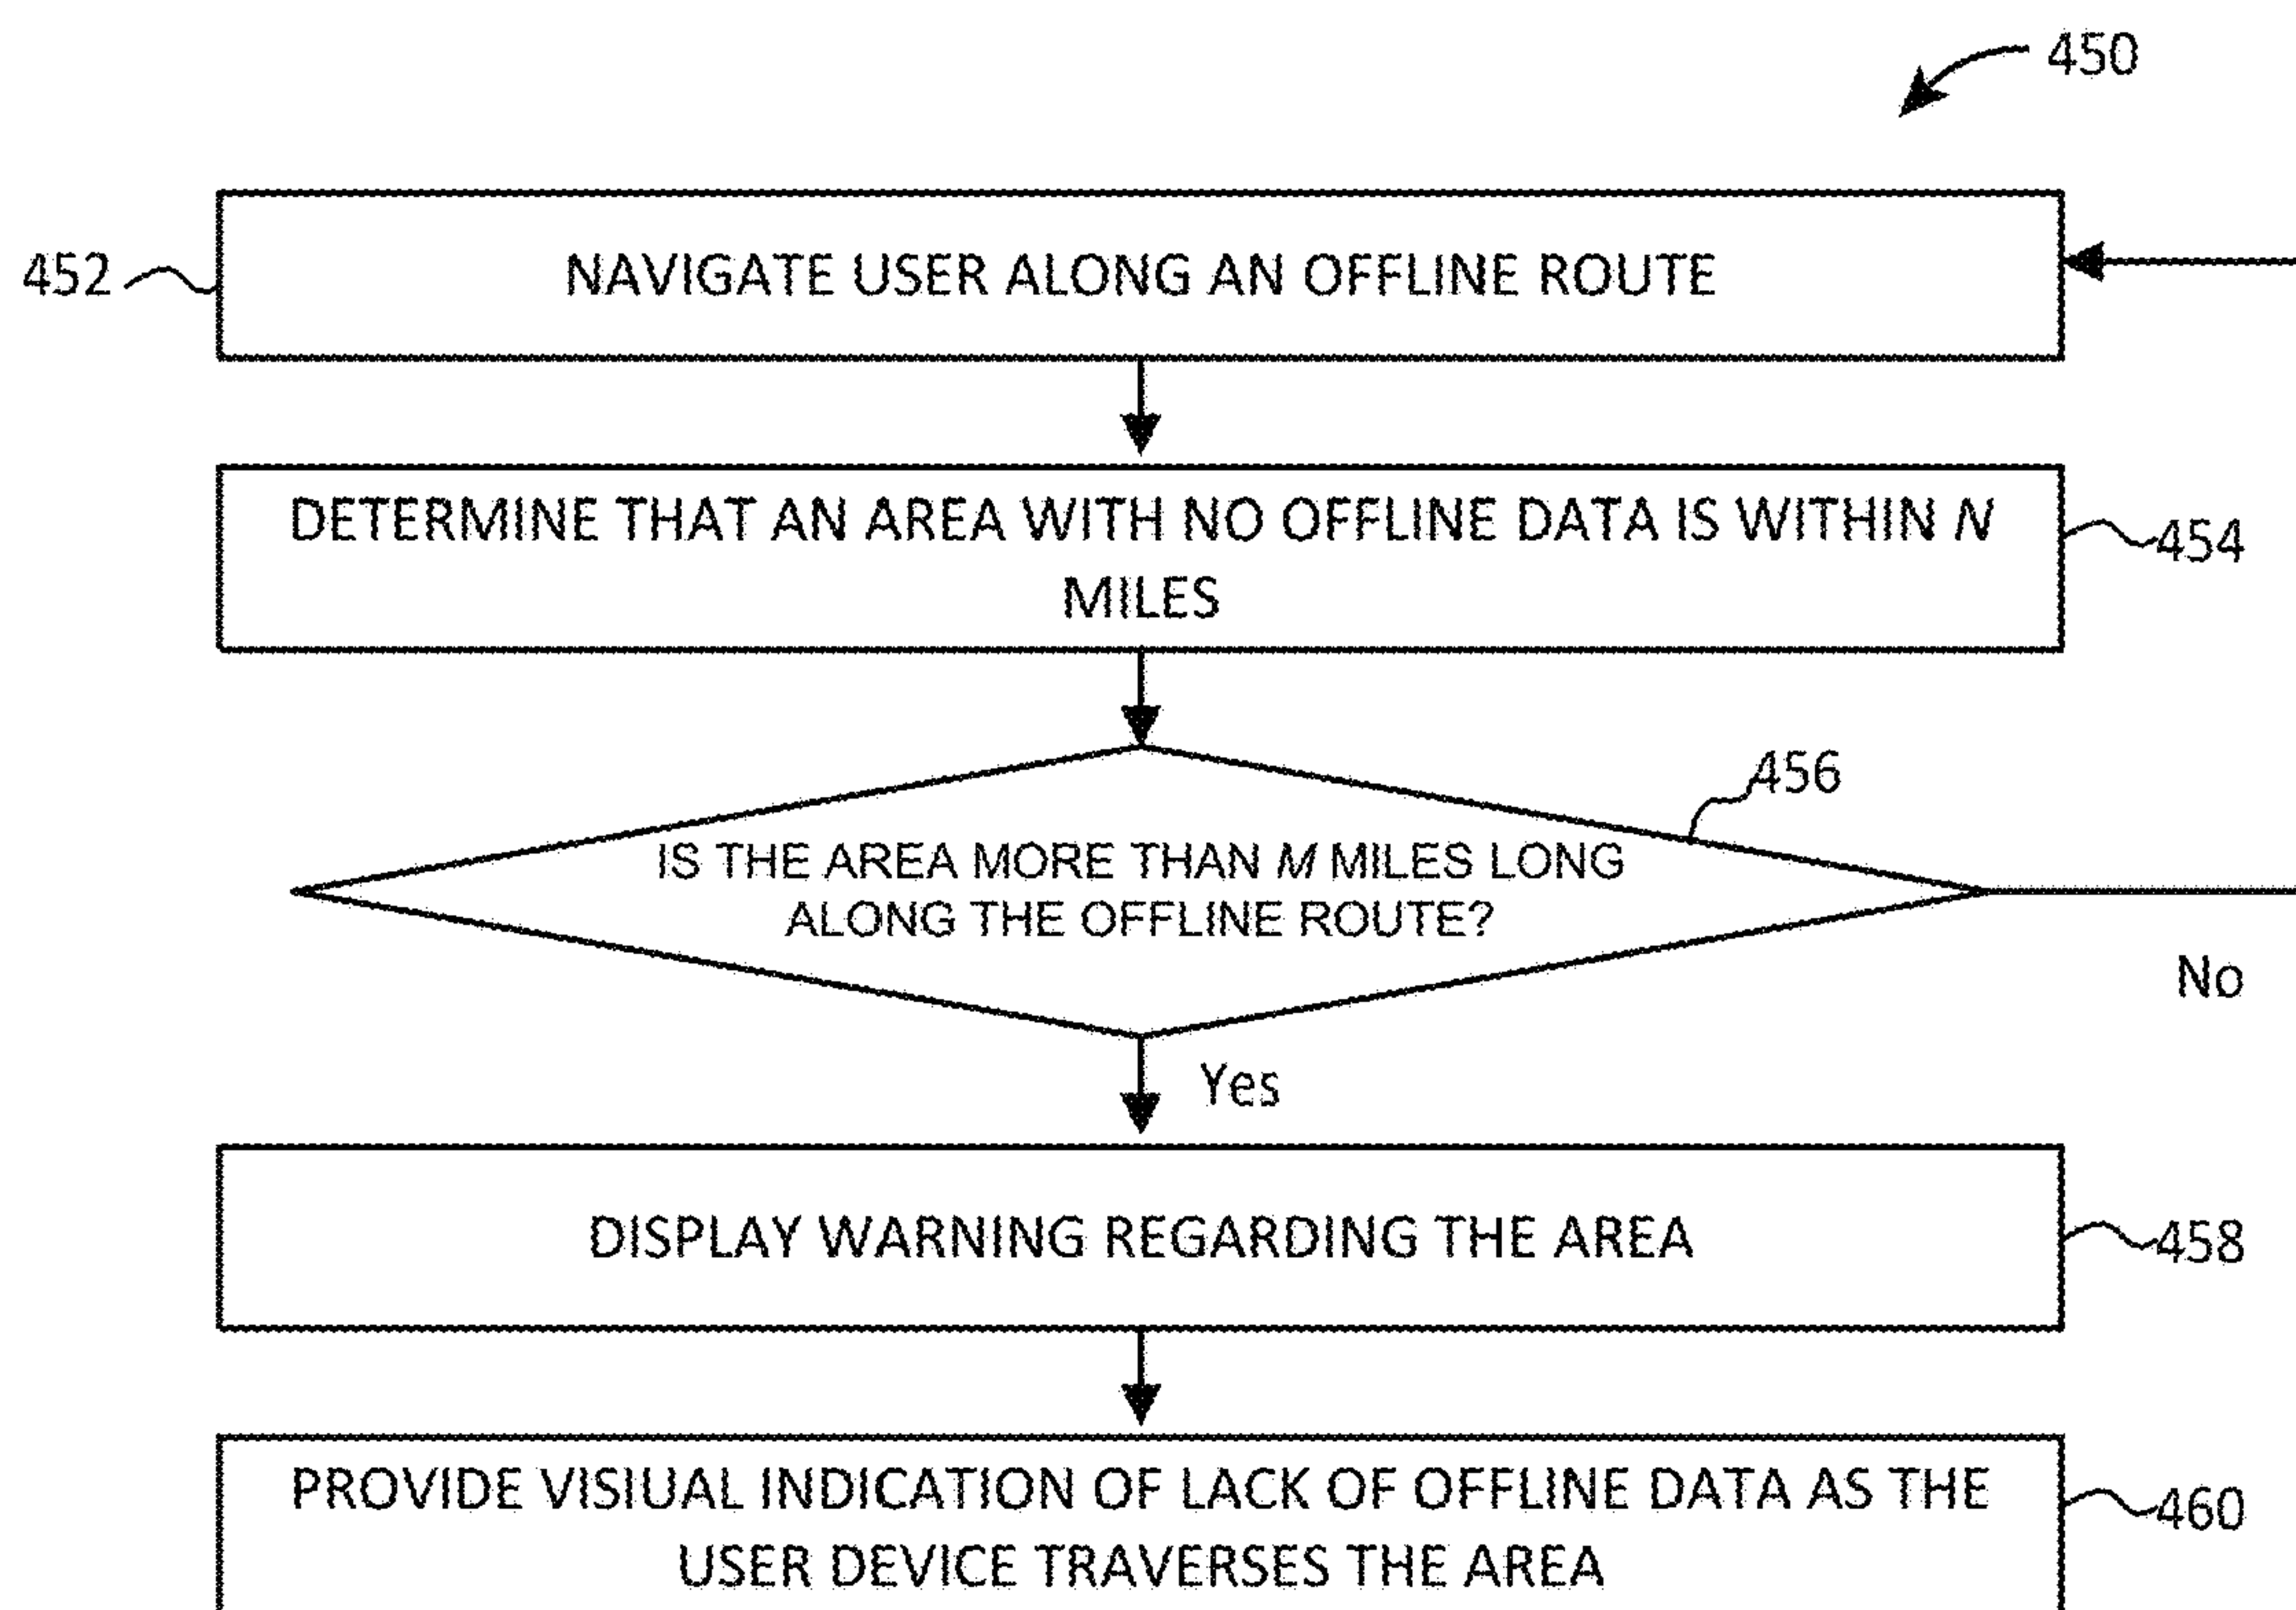 450
452
NAVIGATE USER ALONG AN OFFLINE ROUTE
DETERMINE THAT AN AREA WITH NO OFFLINE DATA IS WITHIN N
MILES
454
456
IS THE AREA MORE THAN M MILES LONG
ALONG THE OFFLINE ROUTE?
No
Yes
DISPLAY WARNING REGARDING THE AREA
458
PROVIDE VISIUAL INDICATION OF LACK OF OFFLINE DATA AS THE
USER DEVICE TRAVERSES THE AREA
460